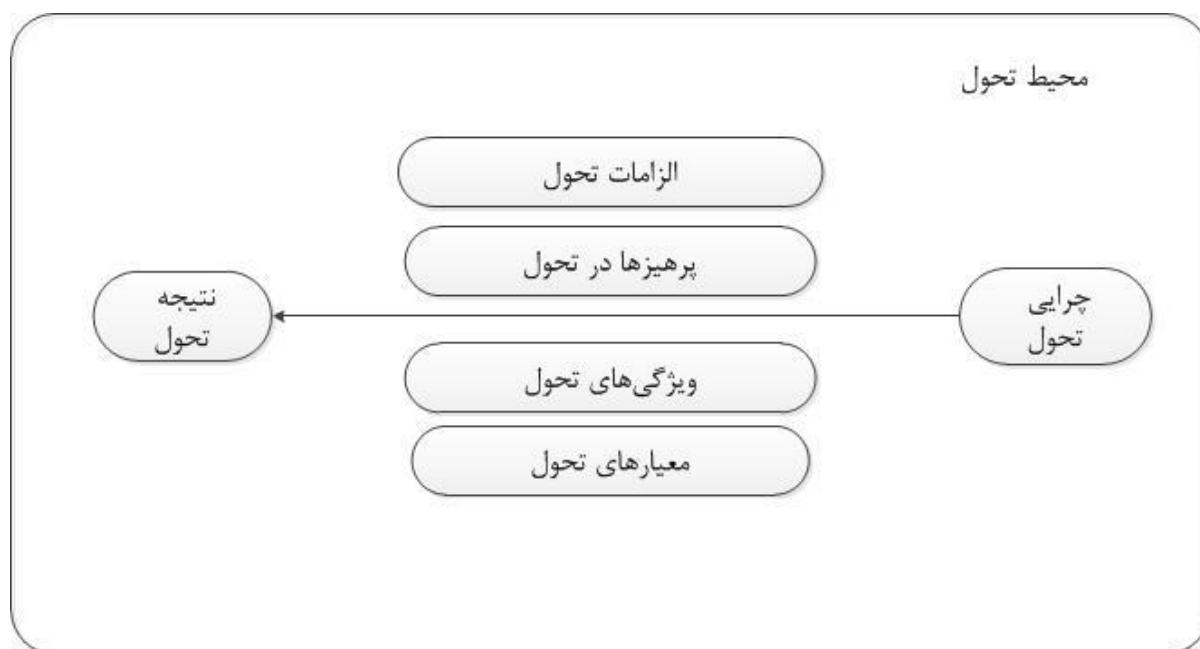 محیط تحول
الزامات تحول
پرهیزها در تحول
چرایی
تحول
نتیجه
تحول
ویژگی‌های تحول
معیارهای تحول